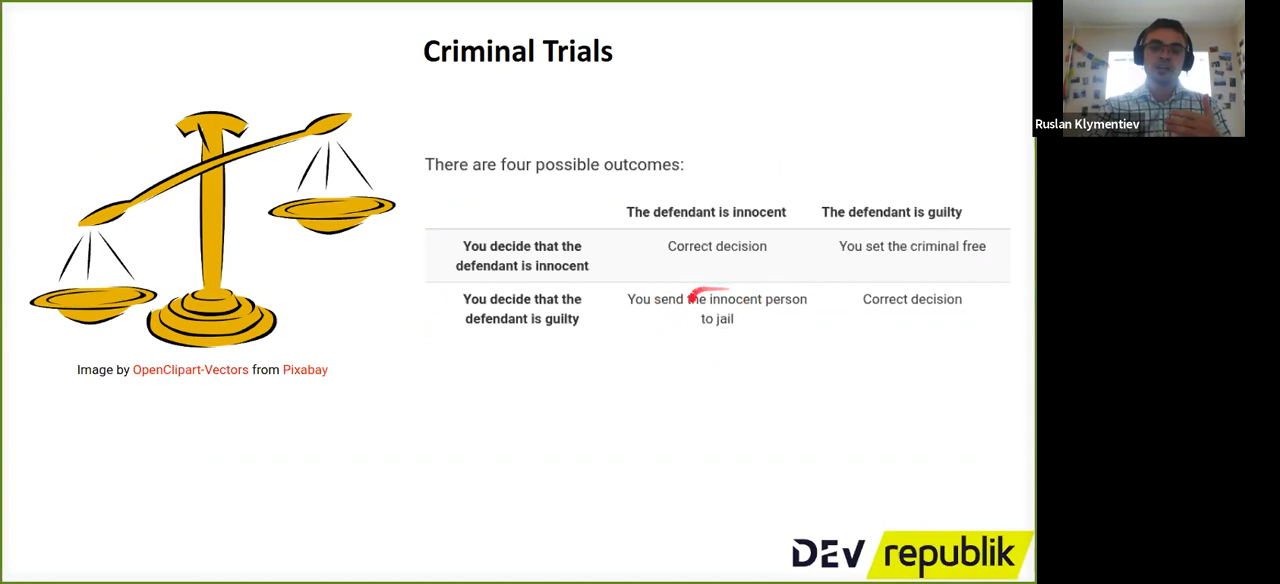 Criminal Trials
Ruslan Klymentiev
There are four possible outcomes:
The defendant is innocent The defendant is guilty
You decide that the Correct decision You set the criminal free
defendant is innocent
You decide that the You send the innocent person Correct decision
defendant is guilty to jail
Image by OpenClipart-Vectors from Pixabay
DEV republik